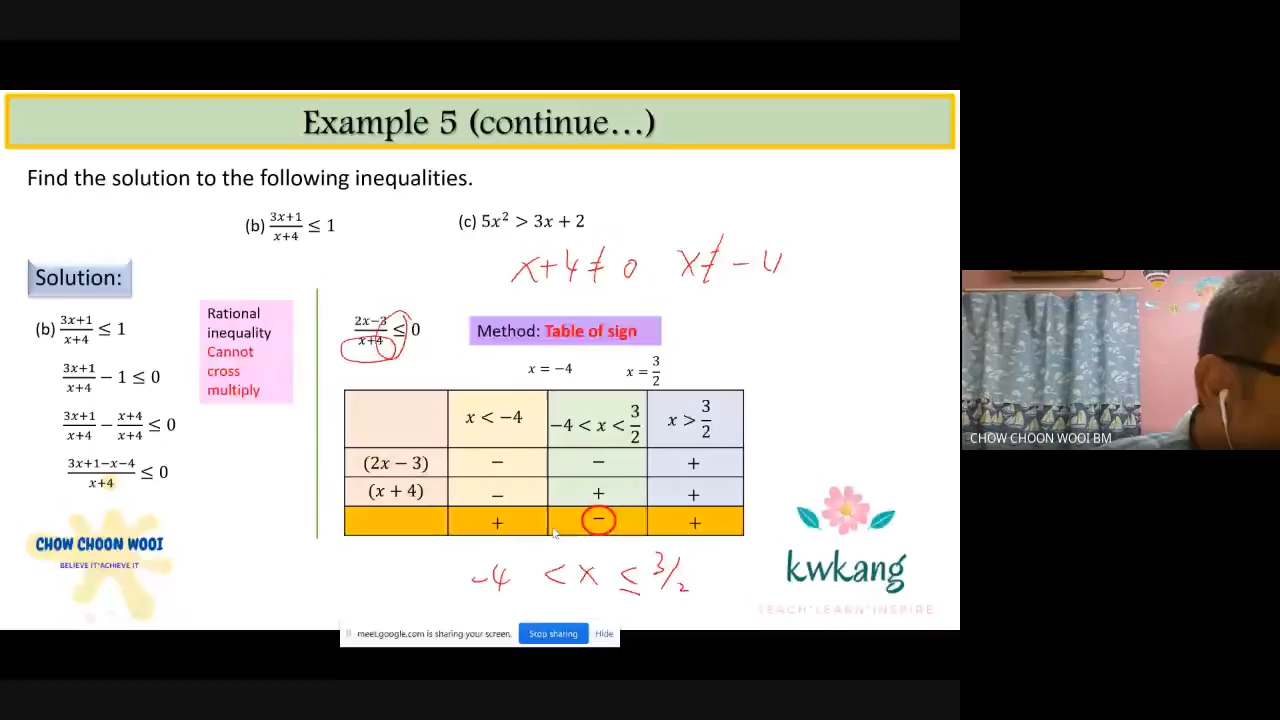 Example 5 (continue...)
Find the solution to the following inequalities.
(b) (3x+1)/(x+4) ≤ 1
(c) 5x² > 3x + 2
x+4 ≠ 0 x ≠ -4
Solution:
(b) (3x+1)/(x+4) ≤ 1
(3x+1)/(x+4) − 1 ≤ 0
(3x+1)/(x+4) − (x+4)/(x+4) ≤ 0
(3x+1−x−4)/(x+4) ≤ 0
Rational
inequality
Cannot
cross
multiply
(2x−3)/(x+4) ≤ 0
Method: Table of sign
x = −4 x = 3/2
x < −4 −4 < x < 3/2 x > 3/2
(2x − 3) − − +
(x + 4) − + +
+ − +
-4 < x ≤ 3/2
CHOW CHOON WOOI
BELIEVE IT*ACHIEVE IT
kwkang
TEACH*LEARN*INSPIRE
meet.google.com is sharing your screen. Stop sharing Hide
CHOW CHOON WOOI BM